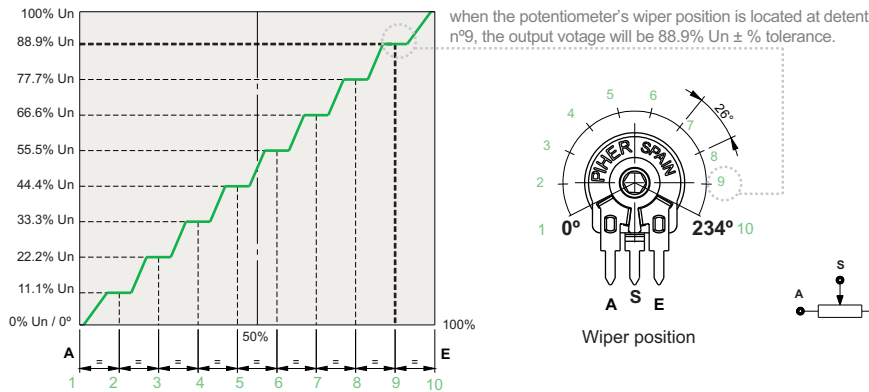 when the potentiometer's wiper position is located at detent
nº9, the output votage will be 88.9% Un ± % tolerance.
100% Un
88.9% Un
77.7% Un
66.6% Un
55.5% Un
44.4% Un
33.3% Un
22.2% Un
11.1% Un
0% Un / 0º
50%
100%
A
E
= = = = = = = = =
1 2 3 4 5 6 7 8 9 10
1 2 3 4 5 6 7 8 9 10
26°
PIHER SPAIN
0º
234º
A S E
Wiper position
A
S